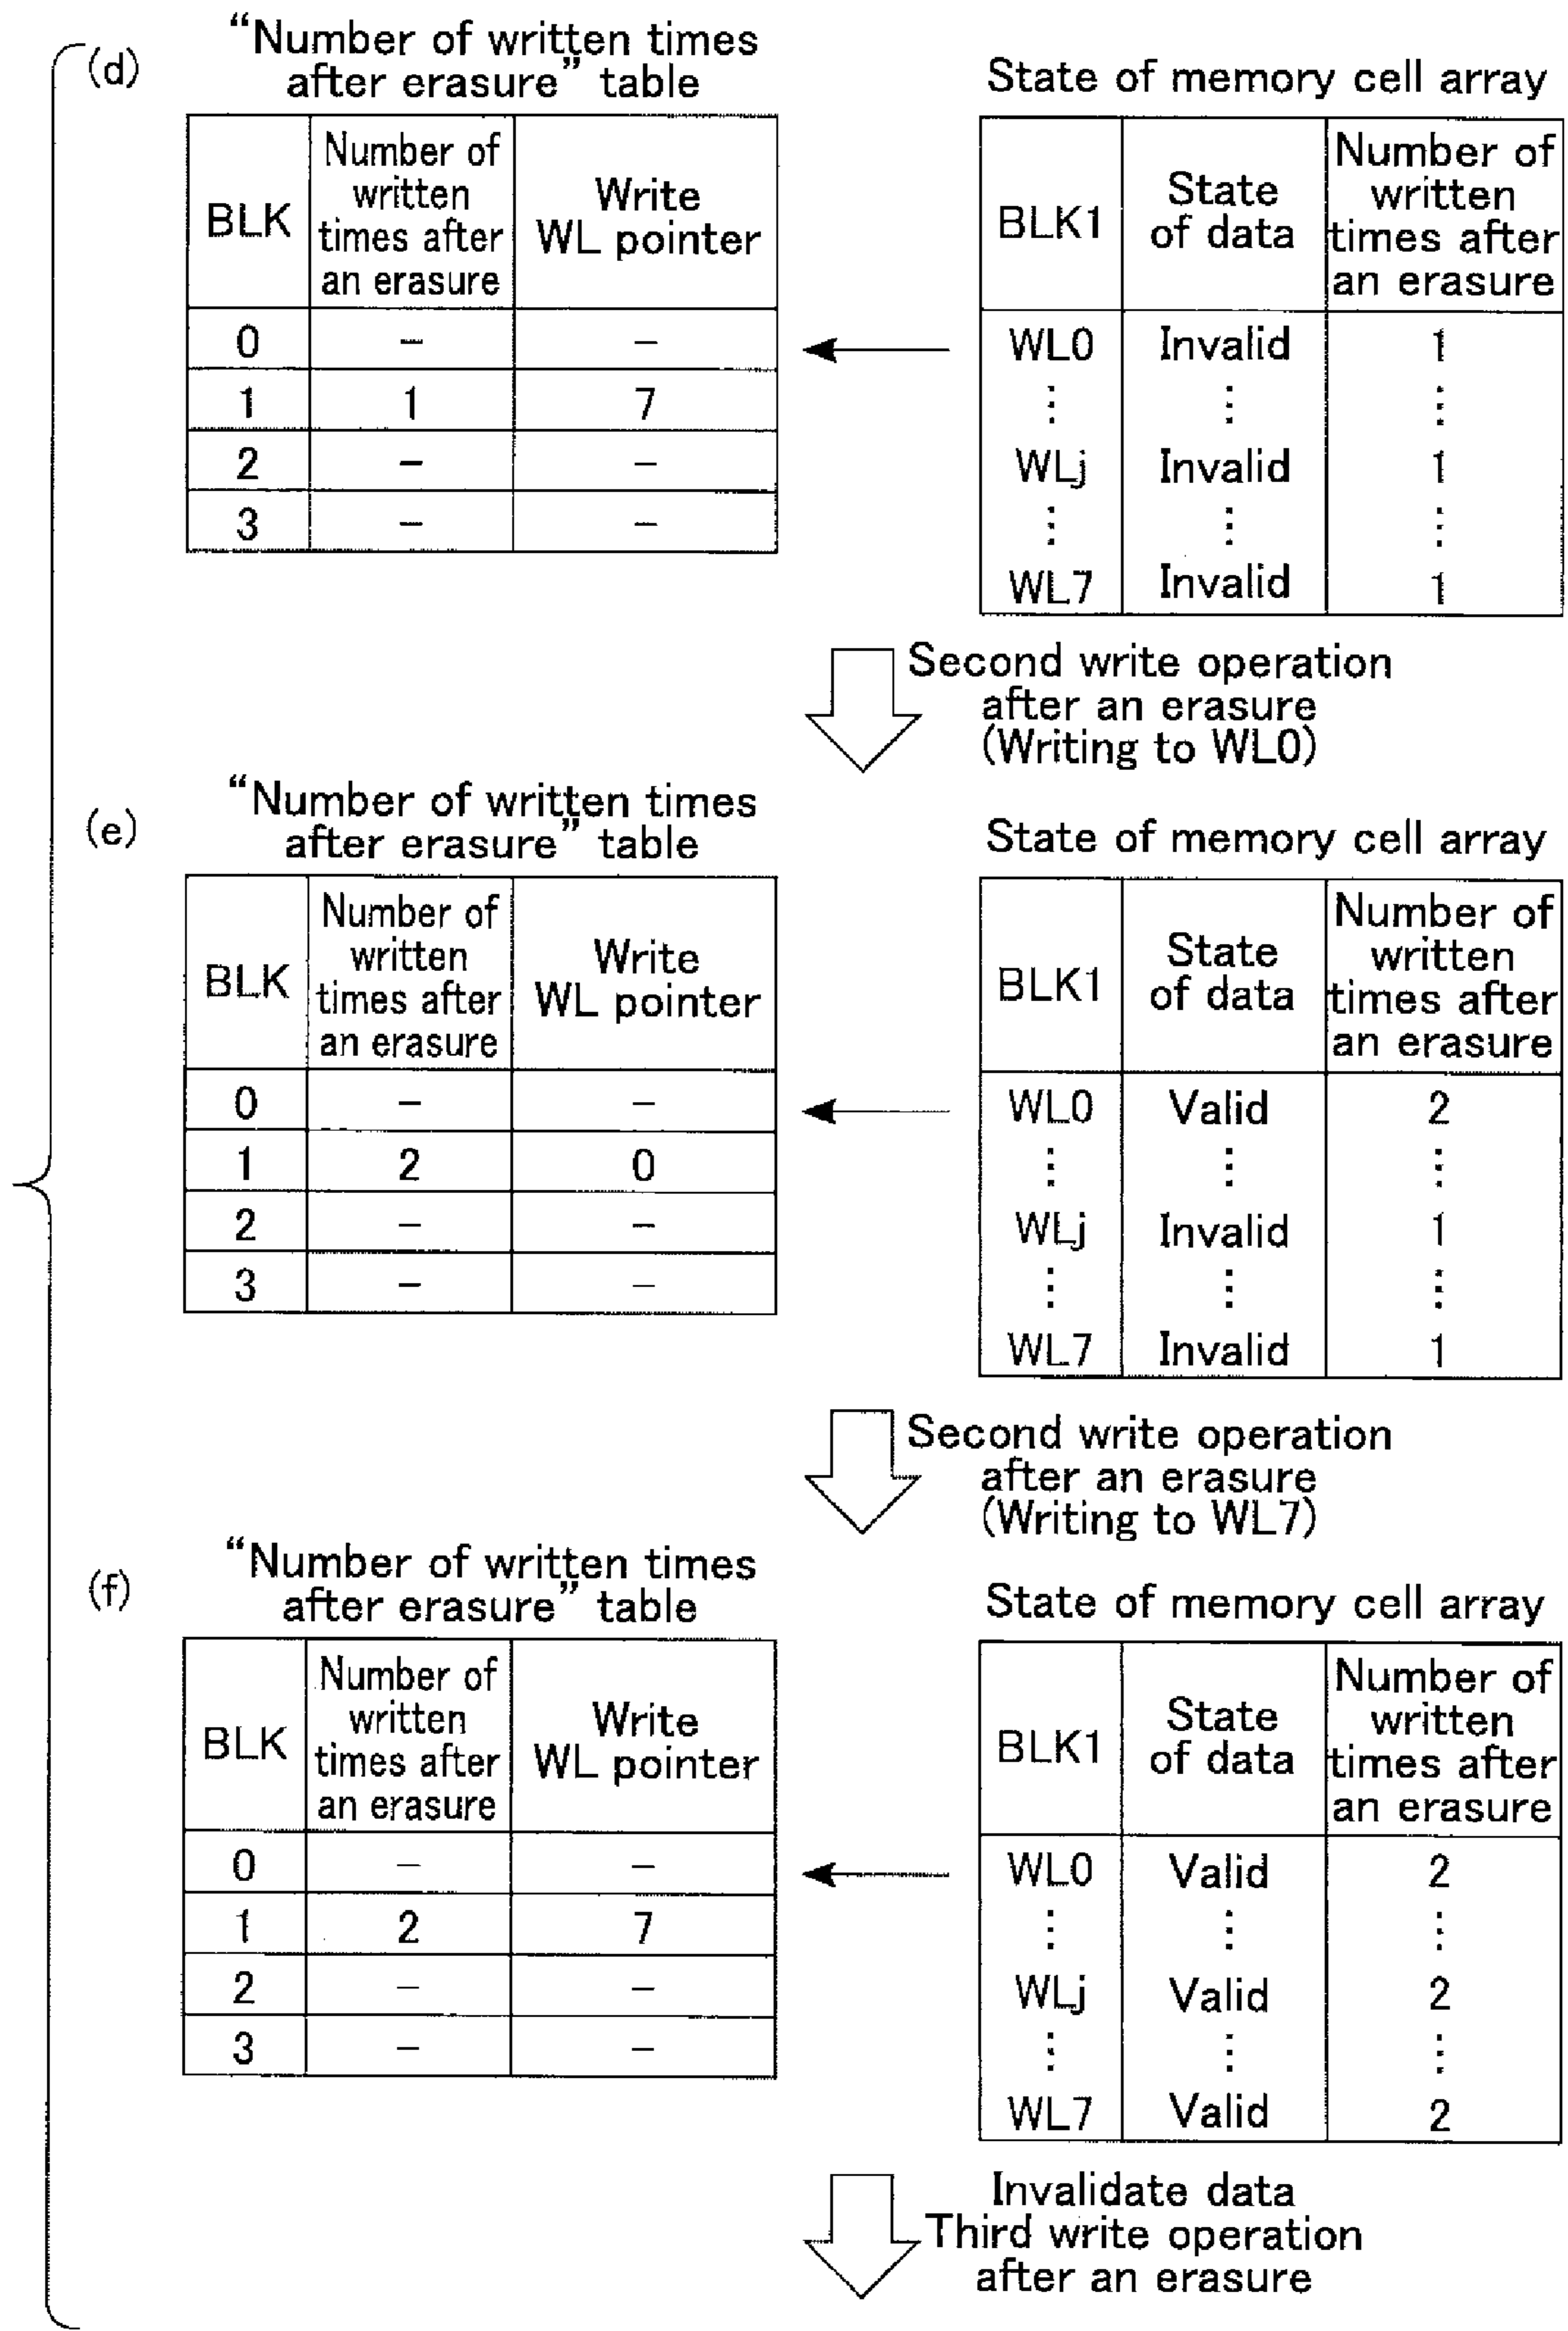 (d)
“Number of written times
after erasure” table
BLK
Number of
written
times after
an erasure
Write
WL pointer
0 – –
1 1 7
2 – –
3 – –
State of memory cell array
BLK1
State
of data
Number of
written
times after
an erasure
WL0 Invalid 1
⋮ ⋮ ⋮
WLj Invalid 1
⋮ ⋮ ⋮
WL7 Invalid 1
Second write operation
after an erasure
(Writing to WL0)
(e)
“Number of written times
after erasure” table
BLK
Number of
written
times after
an erasure
Write
WL pointer
0 – –
1 2 0
2 – –
3 – –
State of memory cell array
BLK1
State
of data
Number of
written
times after
an erasure
WL0 Valid 2
⋮ ⋮ ⋮
WLj Invalid 1
⋮ ⋮ ⋮
WL7 Invalid 1
Second write operation
after an erasure
(Writing to WL7)
(f)
“Number of written times
after erasure” table
BLK
Number of
written
times after
an erasure
Write
WL pointer
0 – –
1 2 7
2 – –
3 – –
State of memory cell array
BLK1
State
of data
Number of
written
times after
an erasure
WL0 Valid 2
⋮ ⋮ ⋮
WLj Valid 2
⋮ ⋮ ⋮
WL7 Valid 2
Invalidate data
Third write operation
after an erasure